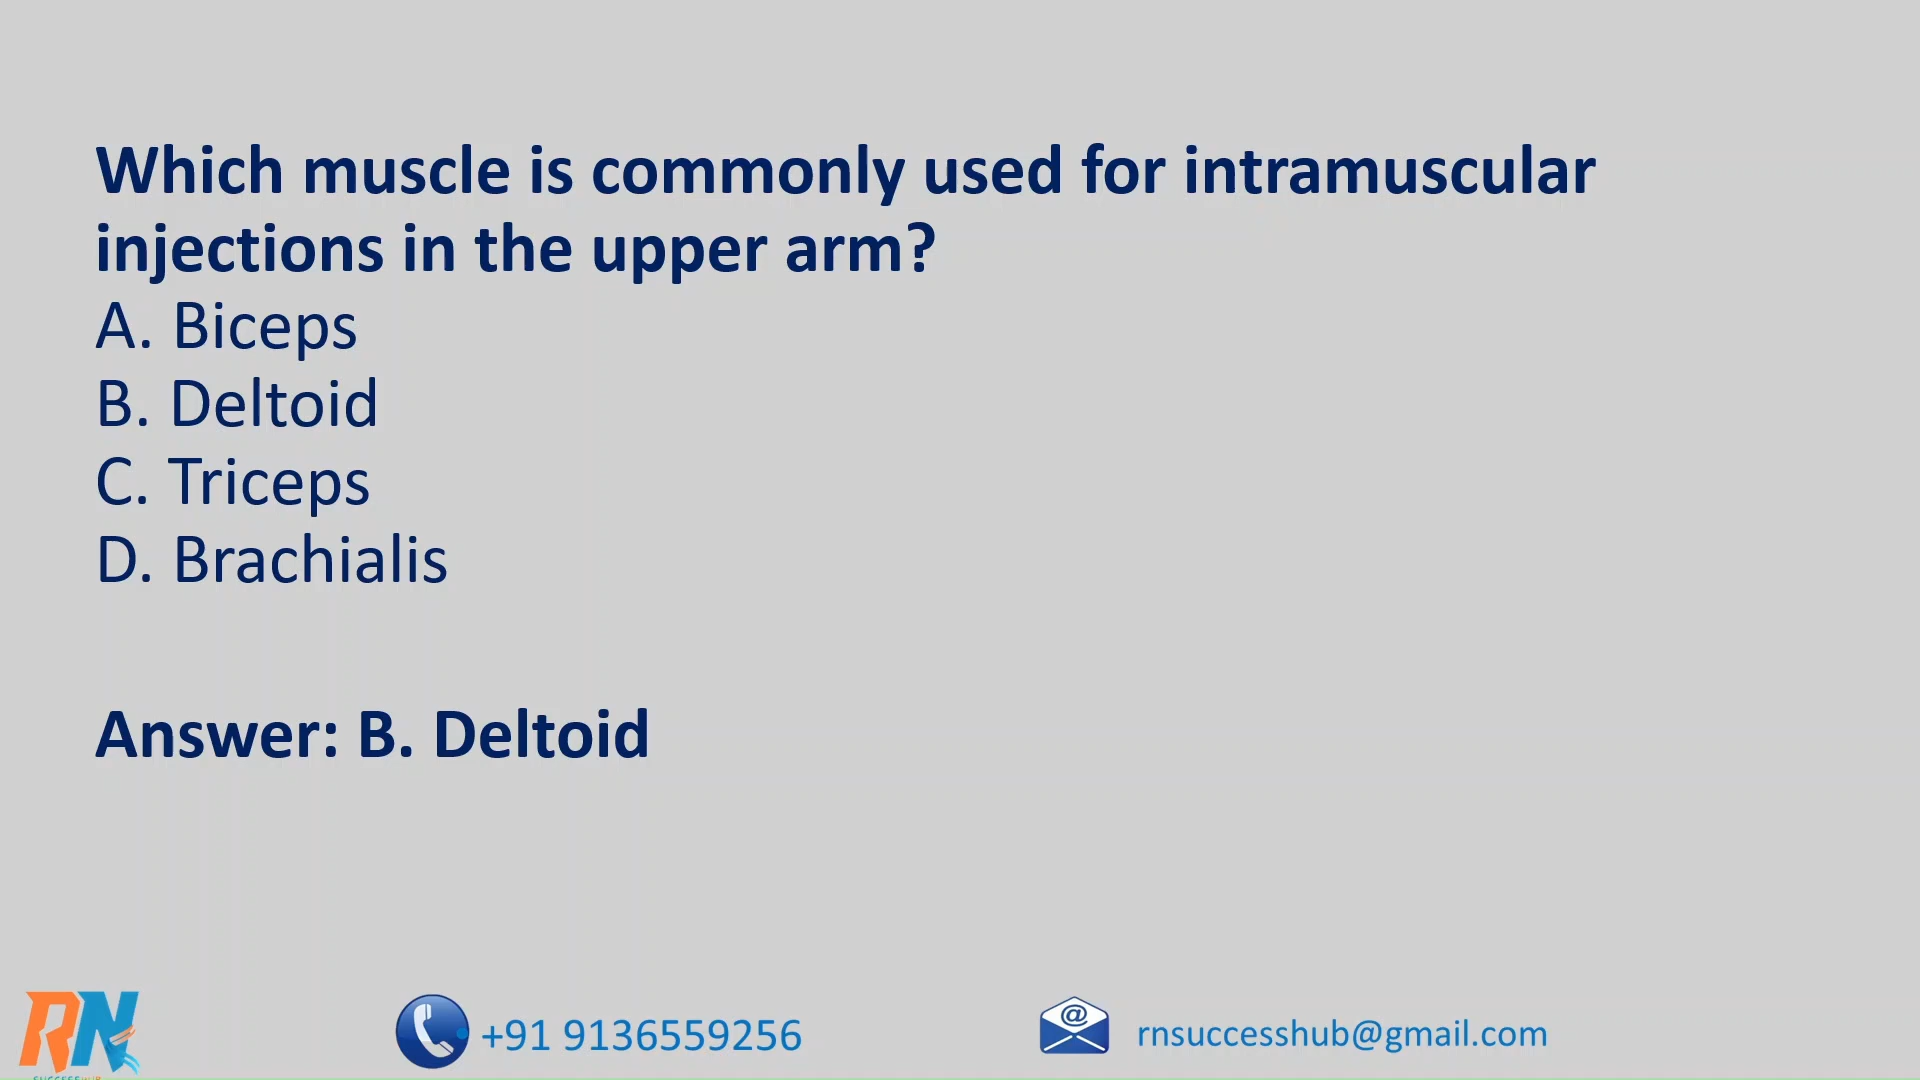 Which muscle is commonly used for intramuscular
injections in the upper arm?
A. Biceps
B. Deltoid
C. Triceps
D. Brachialis
Answer: B. Deltoid
RN
+91 9136559256
@
rnsuccesshub@gmail.com